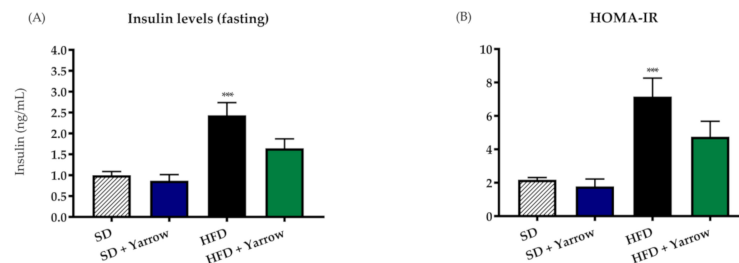 (A)
Insulin levels (fasting)
Insulin (ng/mL)
4.0
3.5
3.0
2.5
2.0
1.5
1.0
0.5
0.0
***
SD
SD + Yarrow
HFD
HFD + Yarrow
(B)
HOMA-IR
10
8
6
4
2
0
***
SD
SD + Yarrow
HFD
HFD + Yarrow